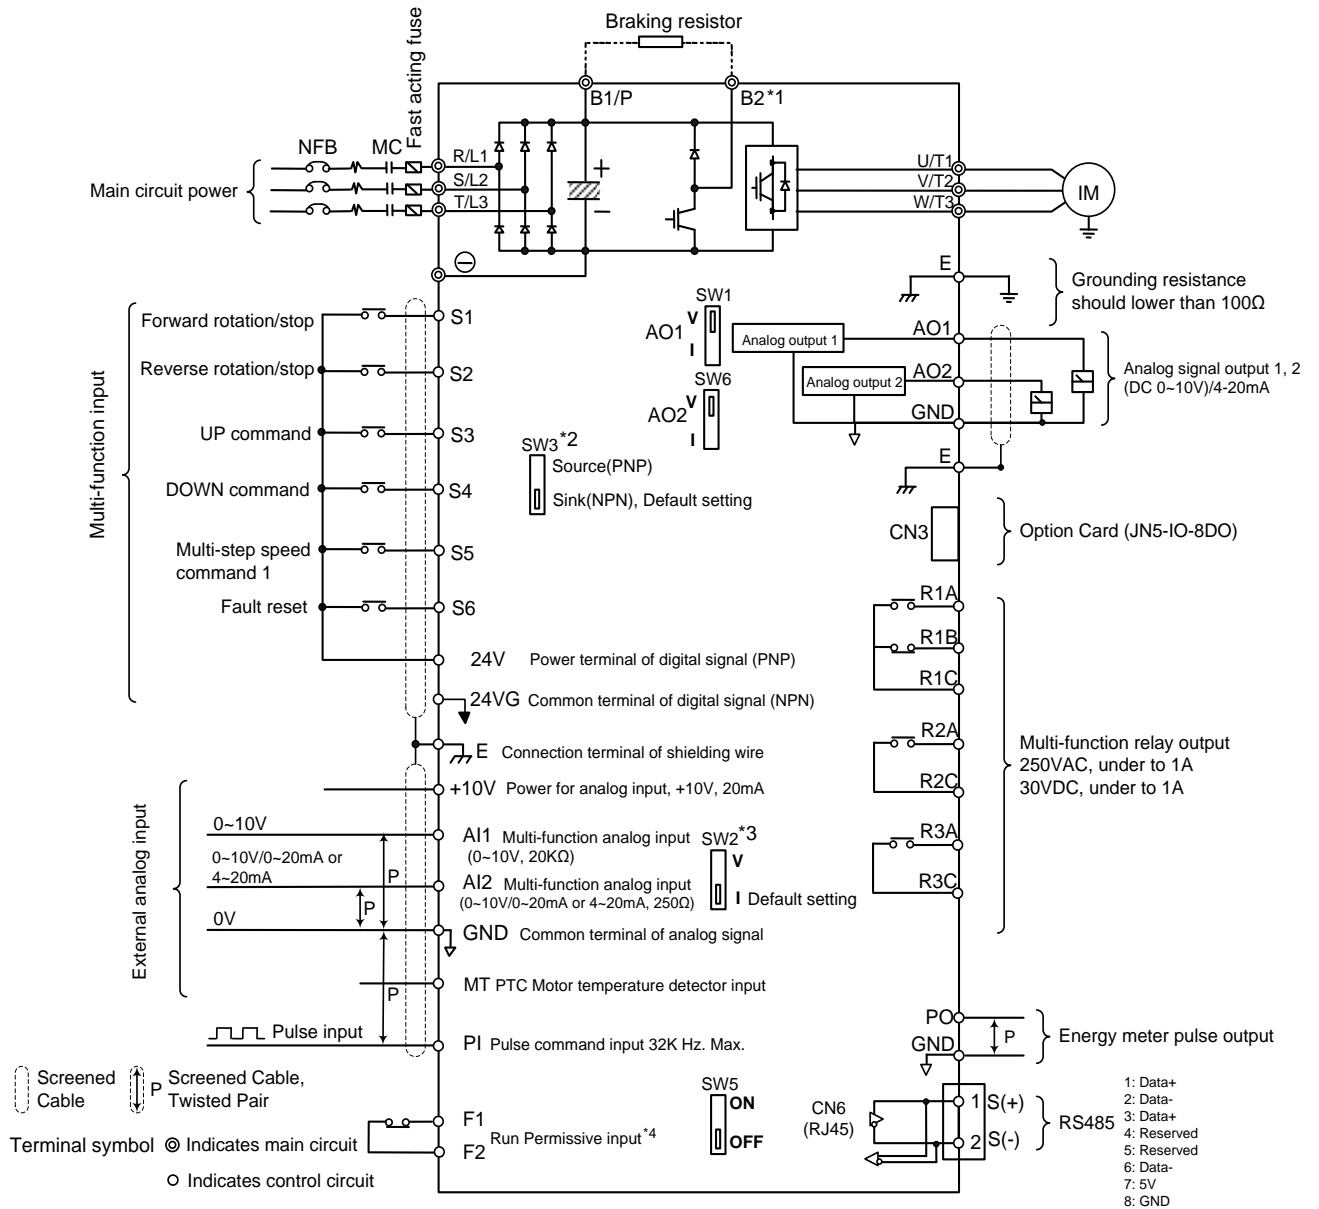 Braking resistor
Fast acting fuse
B1/P
B2*1
NFB
MC
R/L1
S/L2
T/L3
Main circuit power
+
−
−
U/T1
V/T2
W/T3
IM
E
Grounding resistance
should lower than 100Ω
Multi-function input
Forward rotation/stop
S1
Reverse rotation/stop
S2
UP command
S3
DOWN command
S4
Multi-step speed
command 1
S5
Fault reset
S6
24V
Power terminal of digital signal (PNP)
24VG
Common terminal of digital signal (NPN)
E
Connection terminal of shielding wire
SW1
V
AO1
I
SW6
V
AO2
I
SW3*2
Source(PNP)
Sink(NPN), Default setting
Analog output 1
AO1
Analog output 2
AO2
GND
Analog signal output 1, 2
(DC 0~10V)/4-20mA
E
CN3
Option Card (JN5-IO-8DO)
R1A
R1B
R1C
R2A
R2C
R3A
R3C
Multi-function relay output
250VAC, under to 1A
30VDC, under to 1A
External analog input
+10V
Power for analog input, +10V, 20mA
0~10V
AI1
Multi-function analog input
(0~10V, 20KΩ)
0~10V/0~20mA or
4~20mA
P
AI2
Multi-function analog input
(0~10V/0~20mA or 4~20mA, 250Ω)
P
0V
GND
Common terminal of analog signal
SW2*3
V
I
Default setting
MT
PTC Motor temperature detector input
P
Pulse input
PI
Pulse command input 32K Hz. Max.
PO
P
GND
Energy meter pulse output
Screened
Cable
P
Screened Cable,
Twisted Pair
Terminal symbol
Indicates main circuit
Indicates control circuit
F1
F2
Run Permissive input*4
SW5
ON
OFF
CN6
(RJ45)
1
S(+)
2
S(-)
RS485
1: Data+
2: Data-
3: Data+
4: Reserved
5: Reserved
6: Data-
7: 5V
8: GND